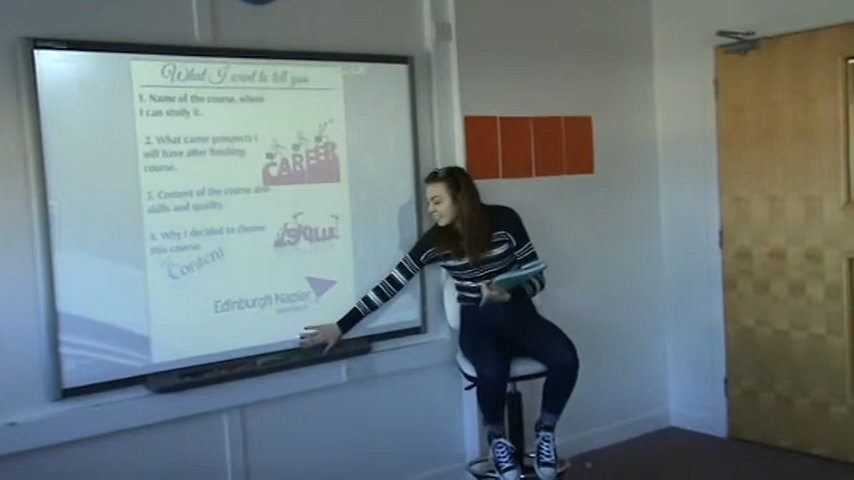 What I want to tell you
1. Name of the course, where
I can study it.
2. What career prospects I
will have after finishing
course.
CAREER
3. Content of the course and
skills and quality.
Skills
4. Why I decided to choose
this course.
Content
Edinburgh Napier